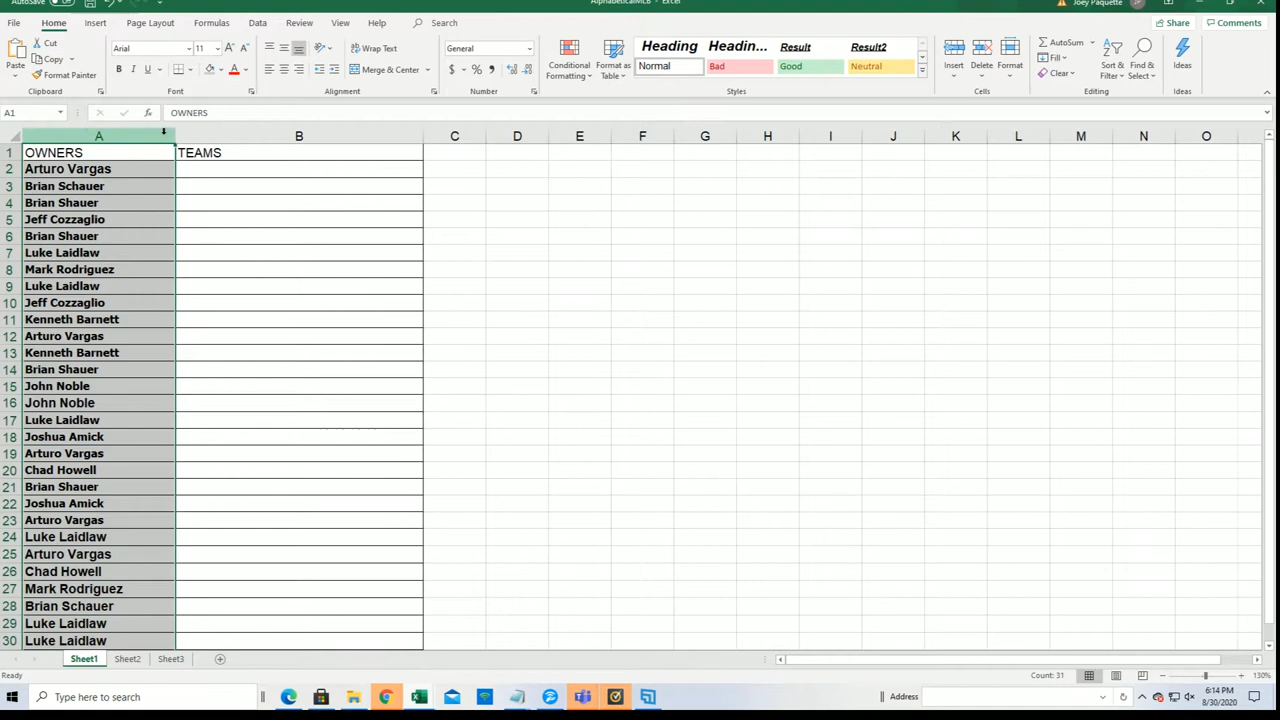 AutoSave Off
AlphabeticalMLB - Excel
Joey Paquette JP
File Home Insert Page Layout Formulas Data Review View Help Search Share Comments
Cut
Copy
Format Painter
Paste
Clipboard
Arial 11
B I U
Font
Wrap Text
Merge & Center
Alignment
General
$ % ,
Number
Conditional Formatting
Format as Table
Heading Headin... Result Result2
Normal Bad Good Neutral
Styles
Insert Delete Format
Cells
AutoSum
Fill
Clear
Sort & Filter
Find & Select
Editing
Ideas
Ideas
A1 fx OWNERS
A B C D E F G H I J K L M N O
1 OWNERS TEAMS
2 Arturo Vargas
3 Brian Schauer
4 Brian Shauer
5 Jeff Cozzaglio
6 Brian Shauer
7 Luke Laidlaw
8 Mark Rodriguez
9 Luke Laidlaw
10 Jeff Cozzaglio
11 Kenneth Barnett
12 Arturo Vargas
13 Kenneth Barnett
14 Brian Shauer
15 John Noble
16 John Noble
17 Luke Laidlaw
18 Joshua Amick
19 Arturo Vargas
20 Chad Howell
21 Brian Shauer
22 Joshua Amick
23 Arturo Vargas
24 Luke Laidlaw
25 Arturo Vargas
26 Chad Howell
27 Mark Rodriguez
28 Brian Schauer
29 Luke Laidlaw
30 Luke Laidlaw
Sheet1 Sheet2 Sheet3
Ready Count: 31 130%
Type here to search Address 6:14 PM
8/30/2020